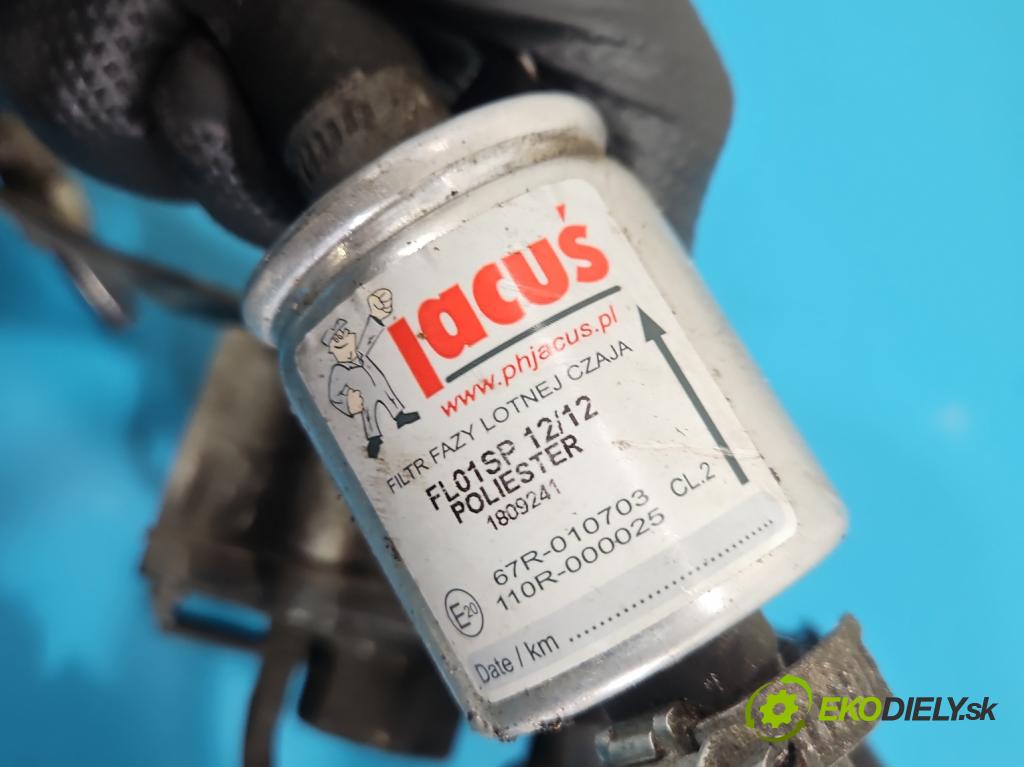 Jacuś
www.phjacus.pl
FILTR FAZY LOTNEJ CZAJA
FL01SP 12/12
POLIESTER
1809241
67R-010703 CL.2
110R-000025
E20
Date / km ........................................
EKODIELY.sk